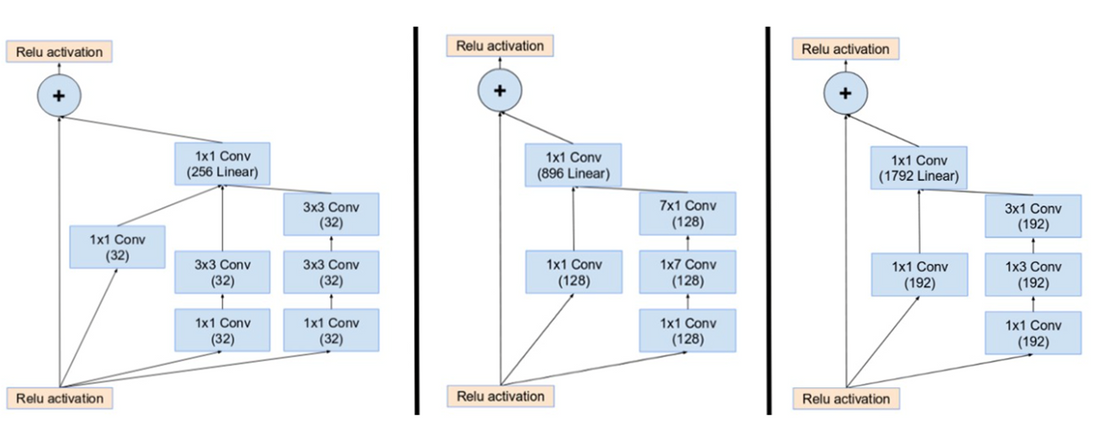 Relu activation
+
1x1 Conv
(256 Linear)
3x3 Conv
(32)
1x1 Conv
(32)
3x3 Conv
(32)
3x3 Conv
(32)
1x1 Conv
(32)
1x1 Conv
(32)
Relu activation
Relu activation
+
1x1 Conv
(896 Linear)
7x1 Conv
(128)
1x1 Conv
(128)
1x7 Conv
(128)
1x1 Conv
(128)
Relu activation
Relu activation
+
1x1 Conv
(1792 Linear)
3x1 Conv
(192)
1x1 Conv
(192)
1x3 Conv
(192)
1x1 Conv
(192)
Relu activation